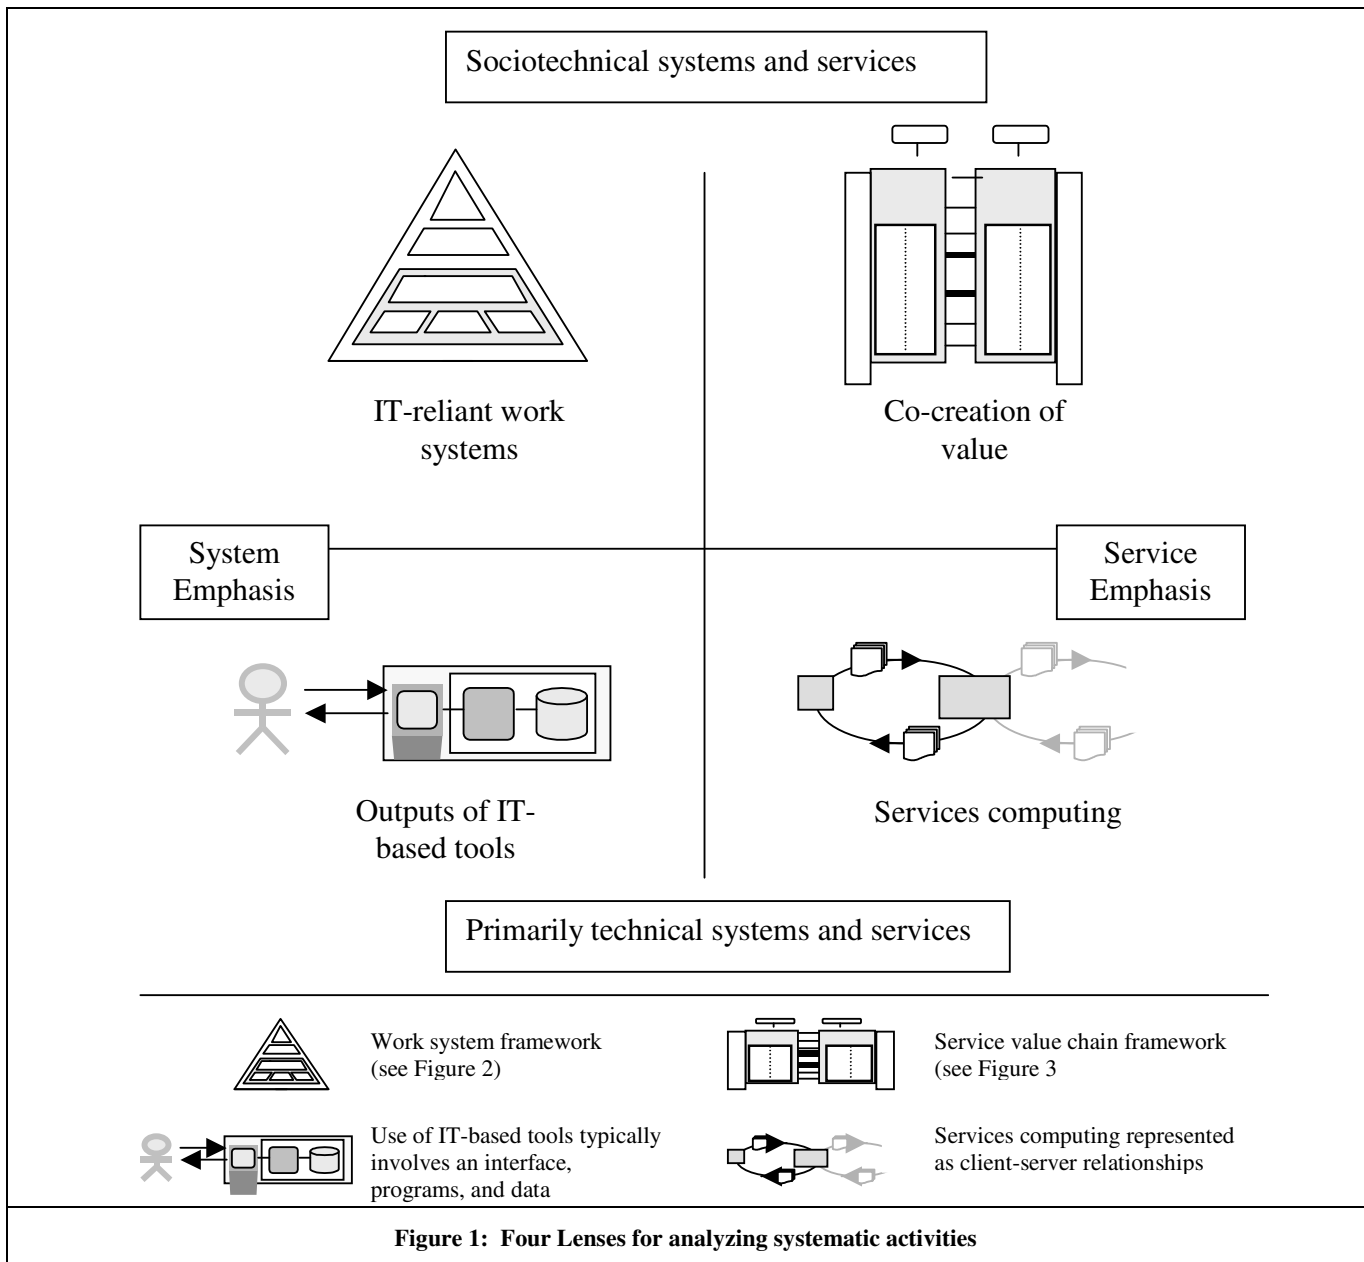 Sociotechnical systems and services
IT-reliant work
systems
Co-creation of
value
System
Emphasis
Service
Emphasis
Outputs of IT-
based tools
Services computing
Primarily technical systems and services
Work system framework
(see Figure 2)
Service value chain framework
(see Figure 3
Use of IT-based tools typically
involves an interface,
programs, and data
Services computing represented
as client-server relationships
Figure 1:  Four Lenses for analyzing systematic activities